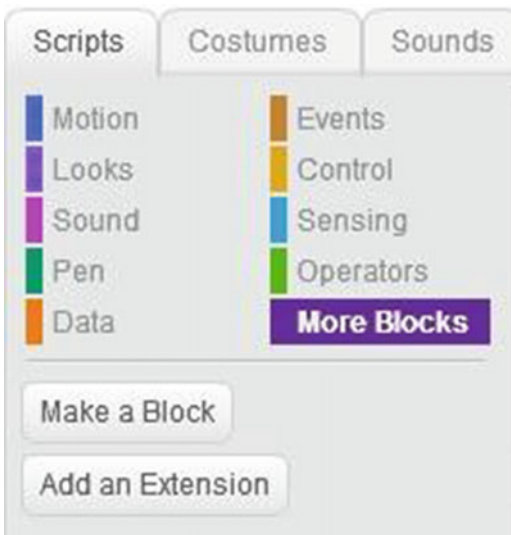 Scripts Costumes Sounds
Motion Events
Looks Control
Sound Sensing
Pen Operators
Data More Blocks
Make a Block
Add an Extension